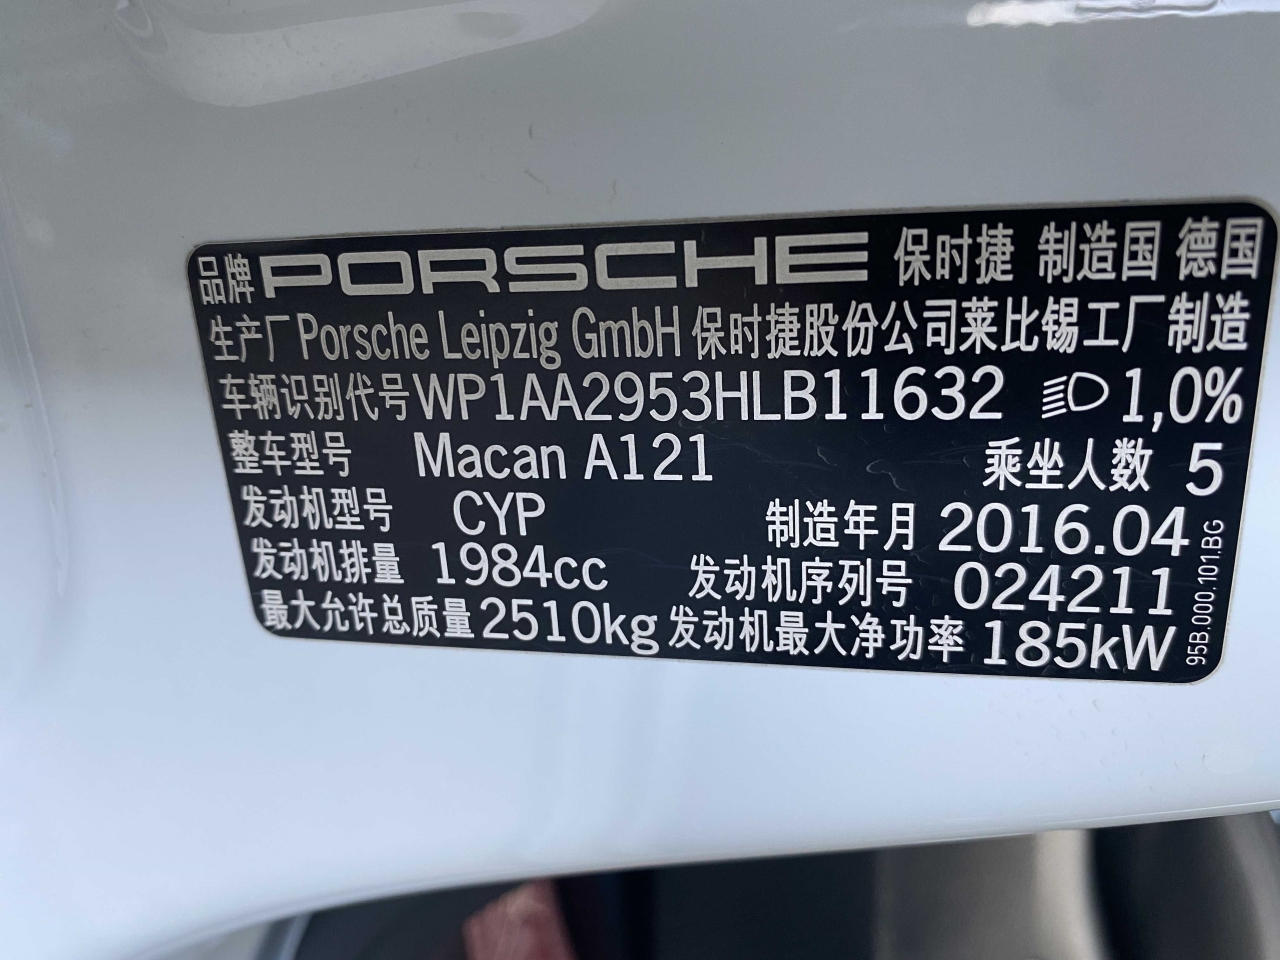 品牌 PORSCHE 保时捷 制造国 德国
生产厂 Porsche Leipzig GmbH 保时捷股份公司莱比锡工厂制造
车辆识别代号 WP1AA2953HLB11632 1,0%
整车型号 Macan A121 乘坐人数 5
发动机型号 CYP 制造年月 2016.04
发动机排量 1984cc 发动机序列号 024211
最大允许总质量 2510kg 发动机最大净功率 185kW
95B.000.101.BG